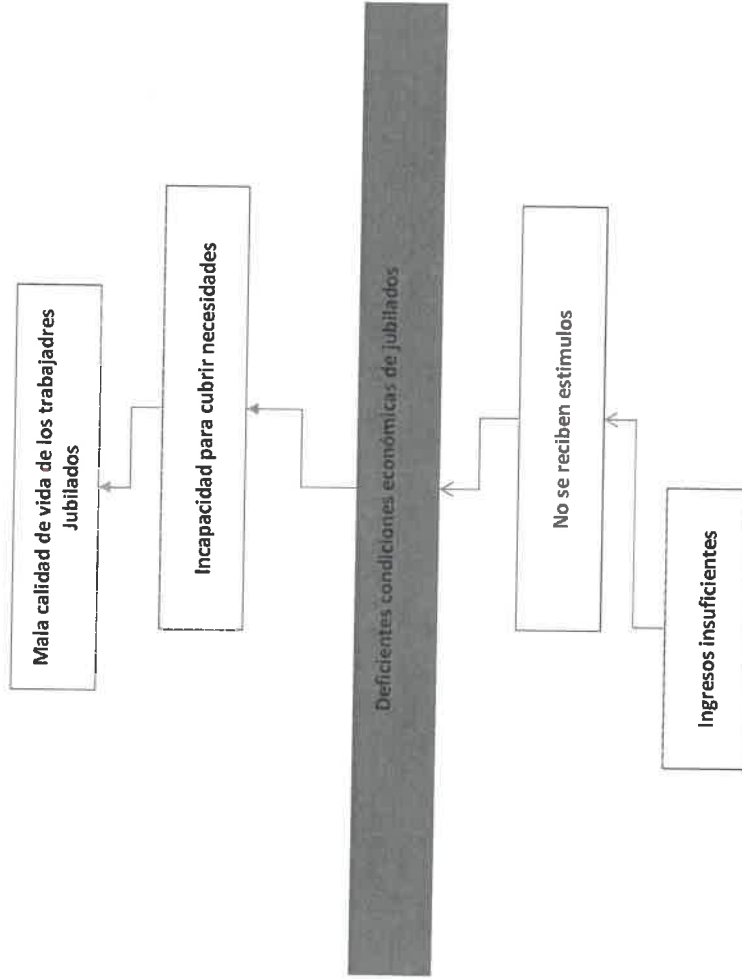 Mala calidad de vida de los trabajadres
Jubilados
Incapacidad para cubrir necesidades
Deficientes condiciones económicas de jubilados
No se reciben estimulos
Ingresos insuficientes